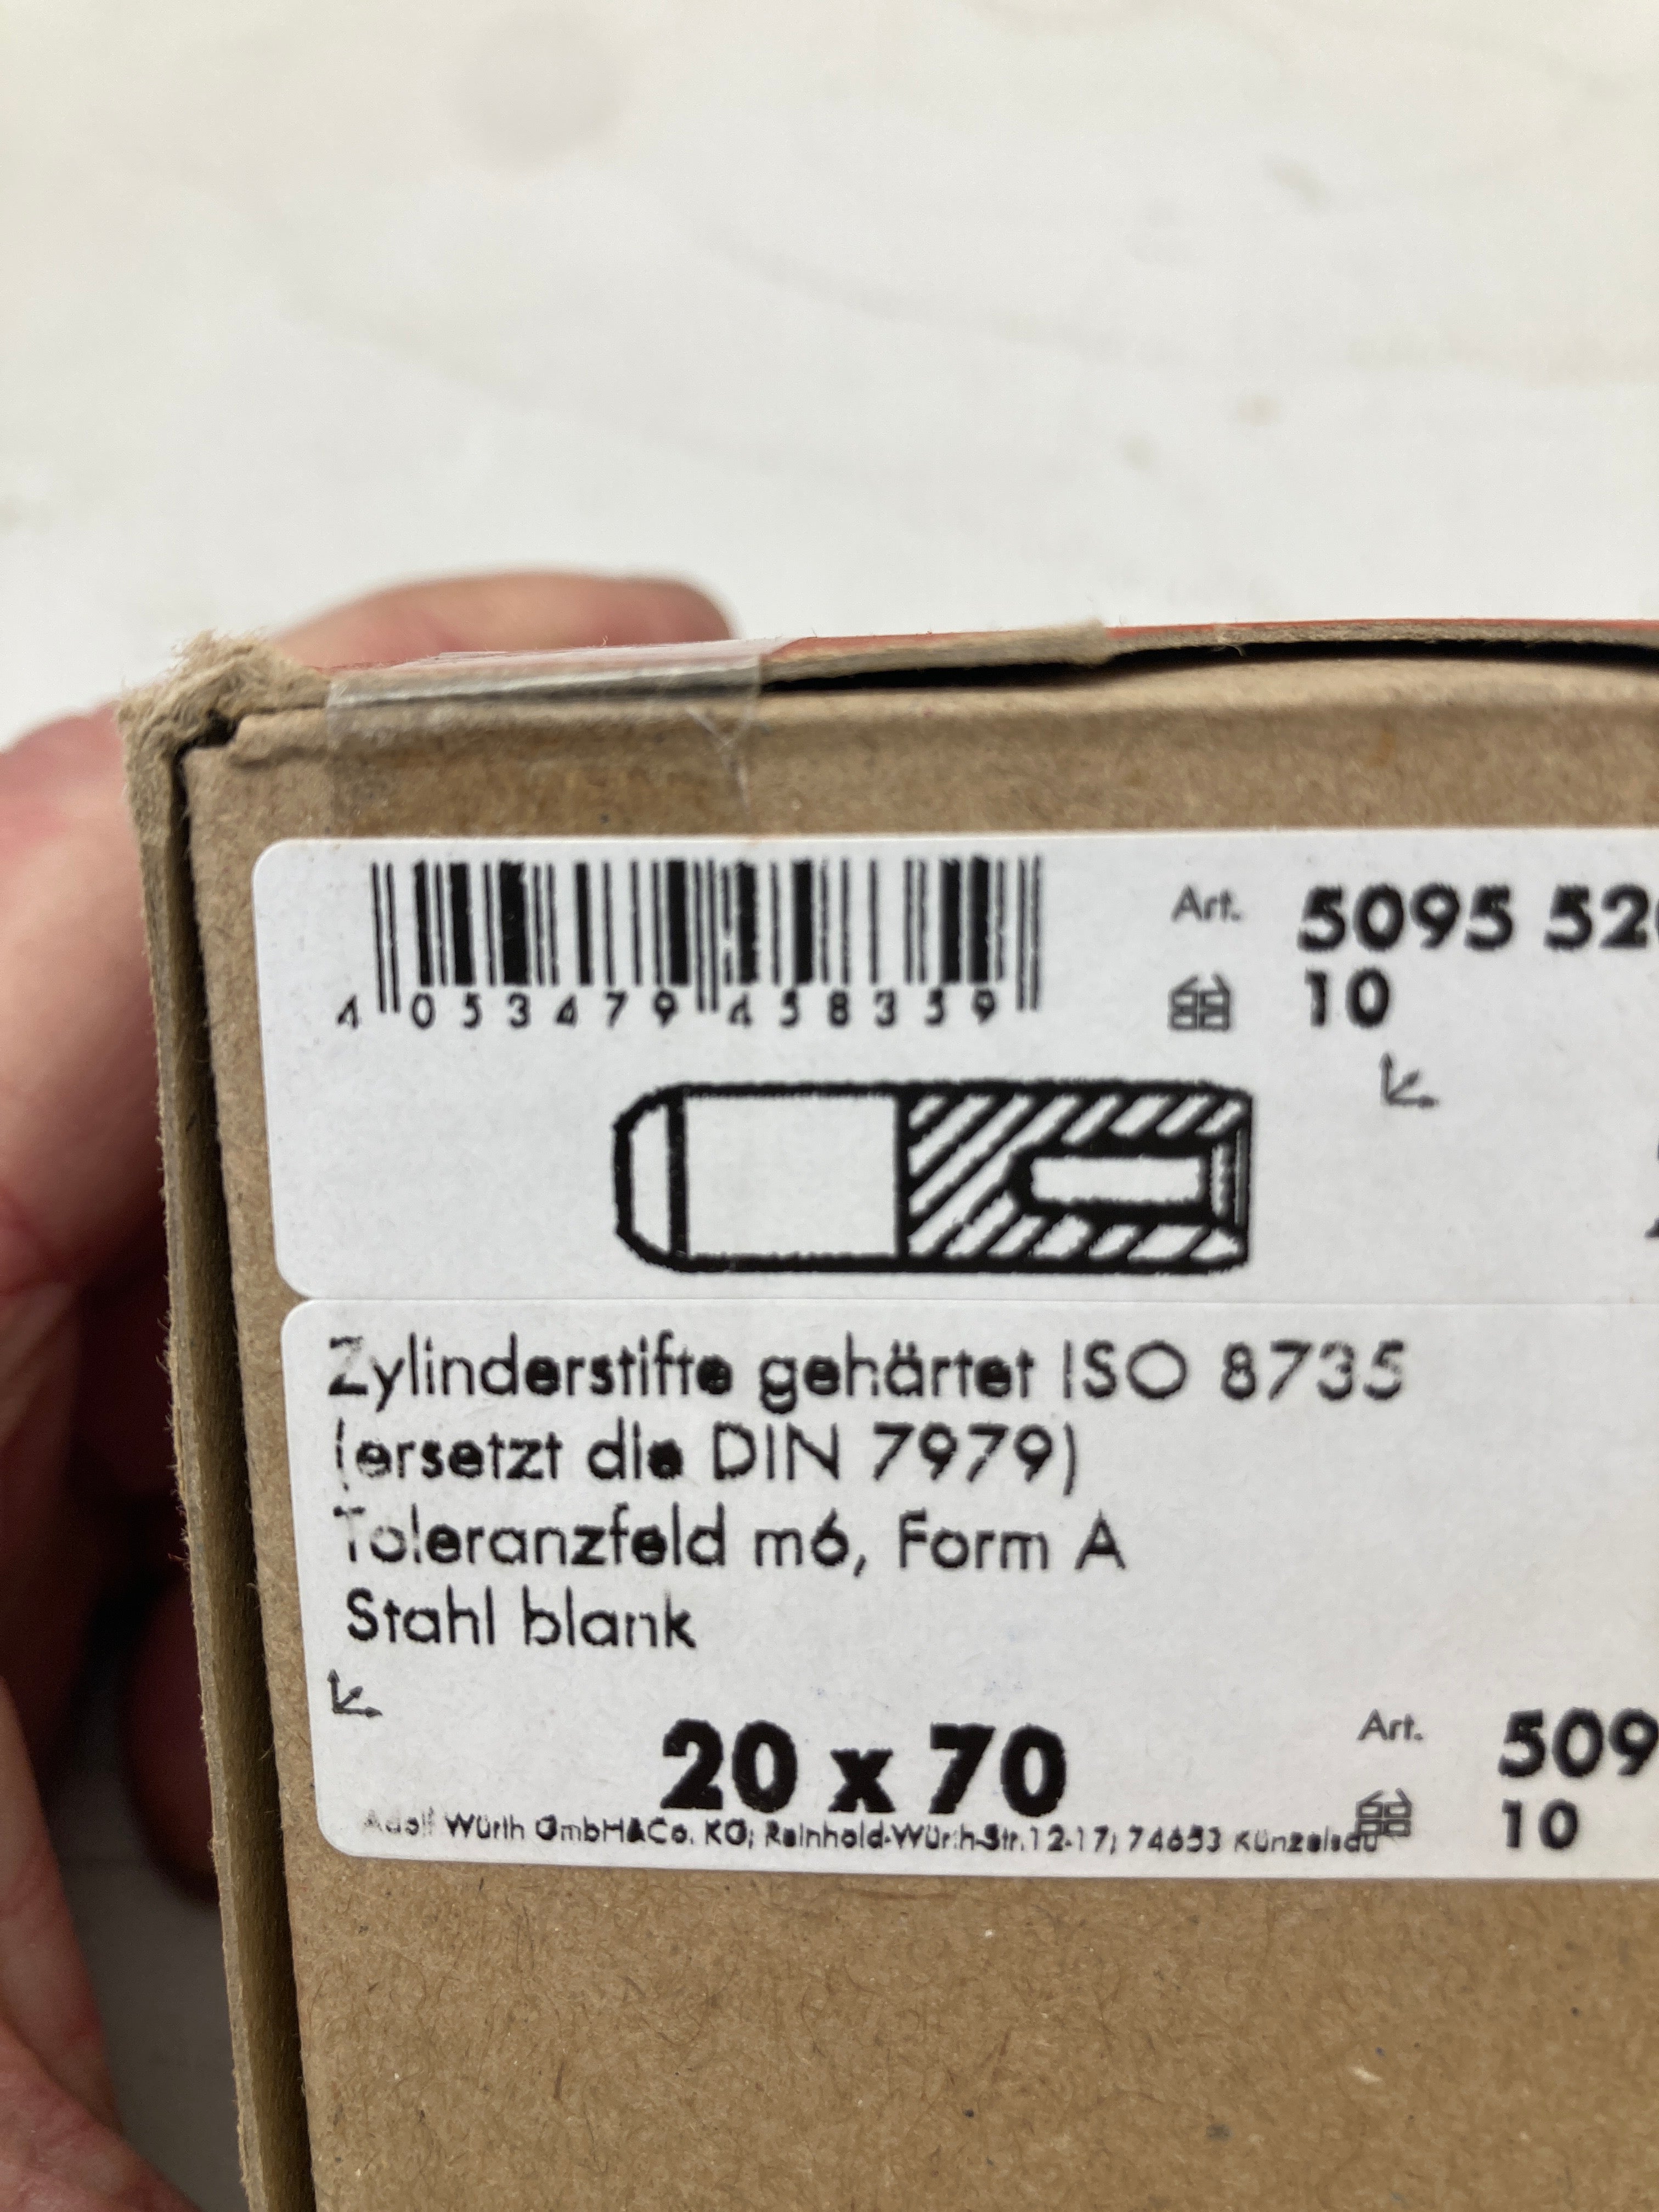 Art. 5095 52
10
4 053479 458359
Zylinderstifte gehärtet ISO 8735
(ersetzt die DIN 7979)
Toleranzfeld m6, Form A
Stahl blank
20 x 70
Art. 509
10
Adolf Würth GmbH&Co. KG; Reinhold-Würth-Str.12-17; 74653 Künzelsau